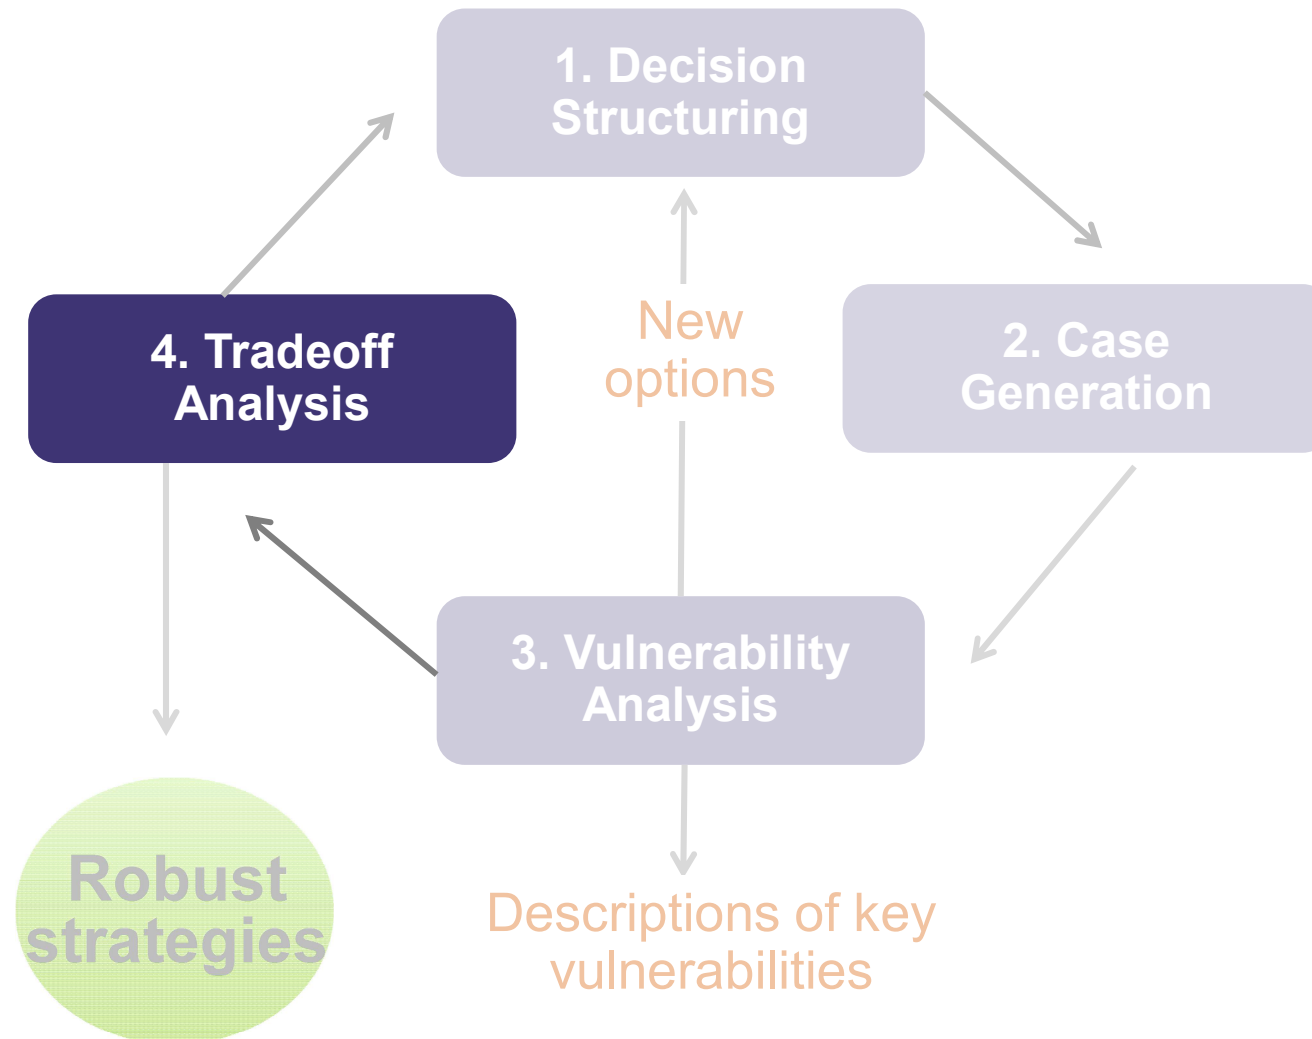 1. Decision
Structuring
New
options
2. Case
Generation
4. Tradeoff
Analysis
3. Vulnerability
Analysis
Robust
strategies
Descriptions of key
vulnerabilities